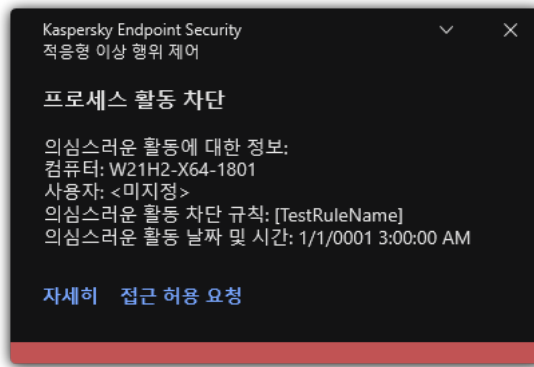 Kaspersky Endpoint Security
적응형 이상 행위 제어
프로세스 활동 차단
의심스러운 활동에 대한 정보:
컴퓨터: W21H2-X64-1801
사용자: <미지정>
의심스러운 활동 차단 규칙: [TestRuleName]
의심스러운 활동 날짜 및 시간: 1/1/0001 3:00:00 AM
자세히 접근 허용 요청